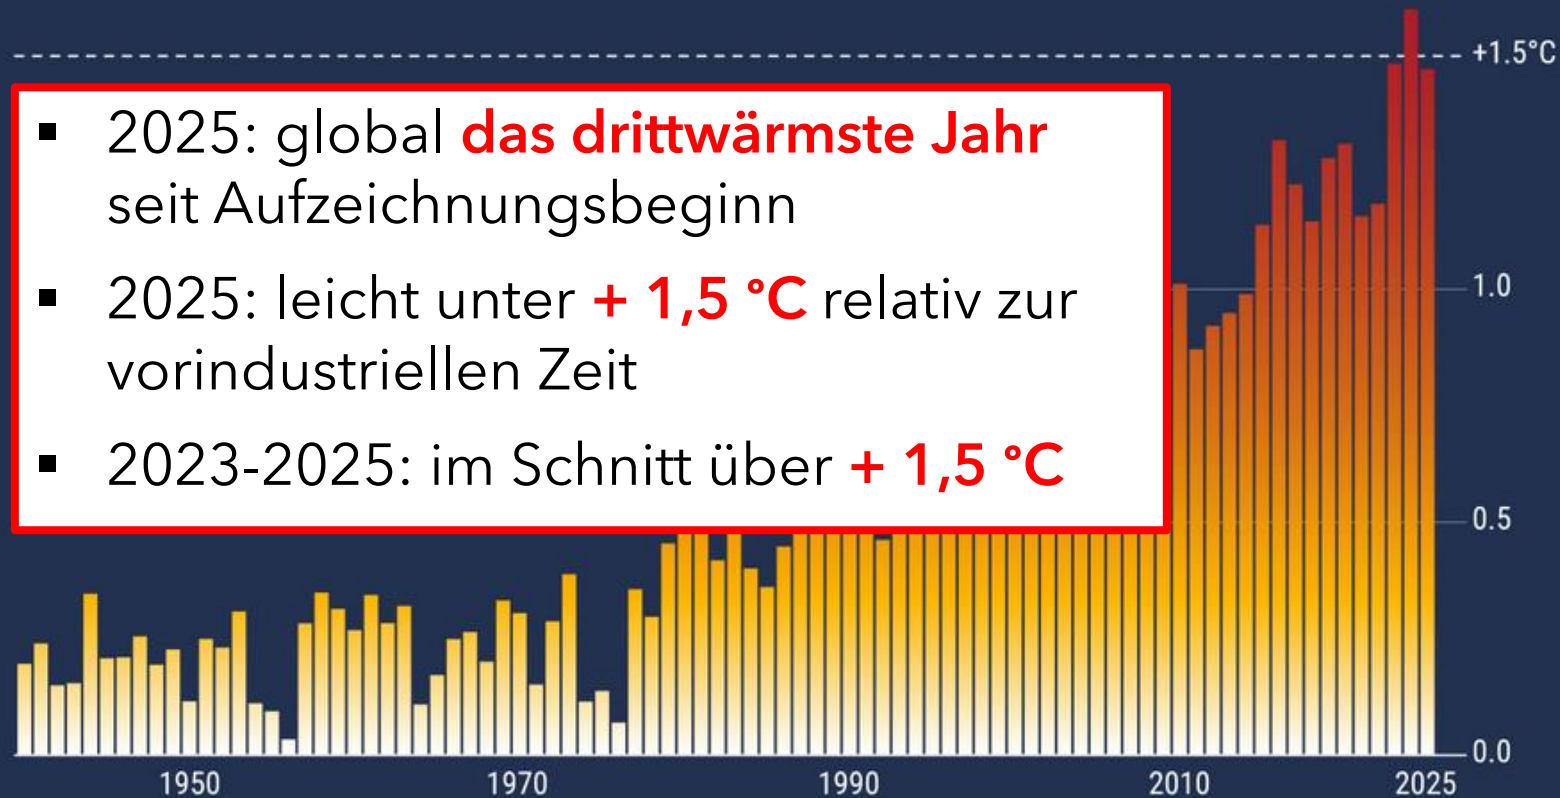 +1.5°C
▪ 2025: global das drittwärmste Jahr
seit Aufzeichnungsbeginn
▪ 2025: leicht unter + 1,5 °C relativ zur
vorindustriellen Zeit
▪ 2023-2025: im Schnitt über + 1,5 °C
1.0
0.5
0.0
1950 1970 1990 2010 2025